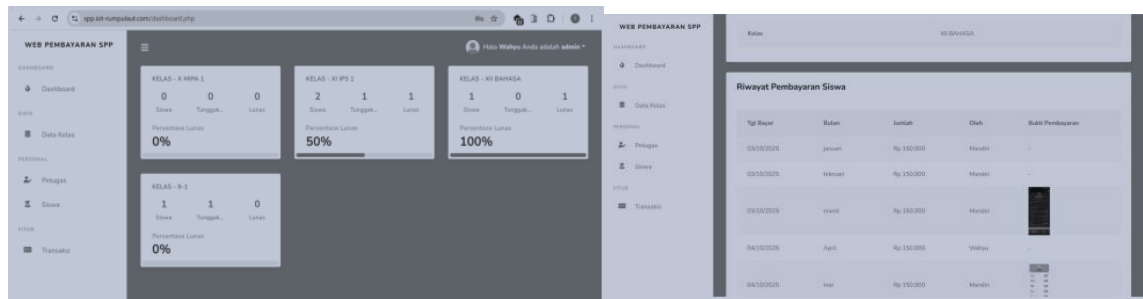 spp.iot-rumpulaut.com/dashboard.php
WEB PEMBAYARAN SPP
Halo Wahyu Anda adalah admin
DASHBOARD
Dashboard
DATA
Data Kelas
PERSONAL
Petugas
Siswa
FITUR
Transaksi
KELAS - X MIPA 1
0 0 0
Siswa Tunggak... Lunas
Persentase Lunas
0%
KELAS - XI IPS 1
2 1 1
Siswa Tunggak... Lunas
Persentase Lunas
50%
KELAS - XII BAHASA
1 0 1
Siswa Tunggak... Lunas
Persentase Lunas
100%
KELAS - II-1
1 1 0
Siswa Tunggak... Lunas
Persentase Lunas
0%
WEB PEMBAYARAN SPP
DASHBOARD
Dashboard
DATA
Data Kelas
PERSONAL
Petugas
Siswa
FITUR
Transaksi
Kelas XII BAHASA
Riwayat Pembayaran Siswa
Tgl Bayar Bulan Jumlah Oleh Bukti Pembayaran
03/10/2025 januari Rp.150.000 Mandiri -
03/10/2025 februari Rp.150.000 Mandiri -
03/10/2025 maret Rp.150.000 Mandiri
04/10/2025 April Rp.150.000 Wahyu -
04/10/2025 mei Rp.150.000 Mandiri